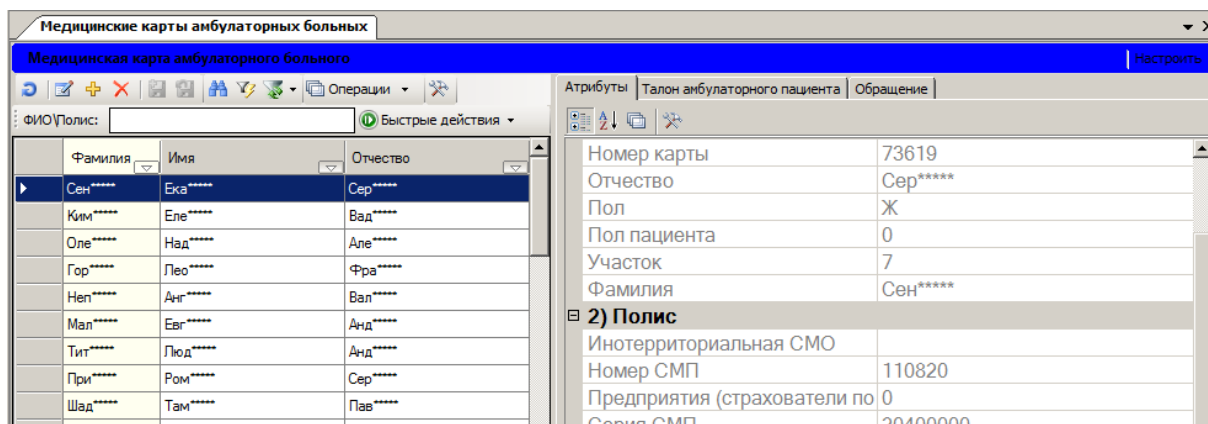 Медицинские карты амбулаторных больных
Медицинская карта амбулаторного больного
Настроить
Операции
ФИО\Полис:
Быстрые действия
Фамилия Имя Отчество
Сен***** Ека***** Сер*****
Ким***** Еле***** Вад*****
Оле***** Над***** Але*****
Гор***** Лео***** Фра*****
Неп***** Анг***** Вал*****
Мал***** Евг***** Анд*****
Тит***** Люд***** Анд*****
При***** Ром***** Сер*****
Шад***** Там***** Пав*****
Атрибуты Талон амбулаторного пациента Обращение
Номер карты 73619
Отчество Сер*****
Пол Ж
Пол пациента 0
Участок 7
Фамилия Сен*****
2) Полис
Инотерриториальная СМО
Номер СМП 110820
Предприятия (страхователи по 0
Серия СМП 20400000